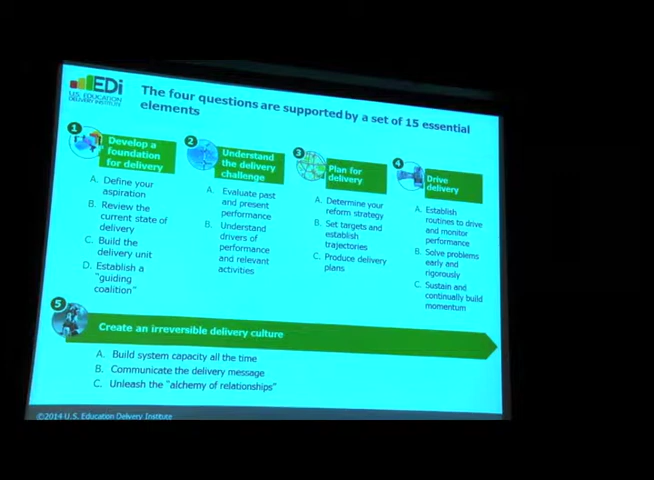 EDi
U.S. EDUCATION
DELIVERY INSTITUTE
The four questions are supported by a set of 15 essential
elements
1
Develop a
foundation
for delivery
A. Define your
aspiration
B. Review the
current state of
delivery
C. Build the
delivery unit
D. Establish a
"guiding
coalition"
2
Understand
the delivery
challenge
A. Evaluate past
and present
performance
B. Understand
drivers of
performance
and relevant
activities
3
Plan for
delivery
A. Determine your
reform strategy
B. Set targets and
establish
trajectories
C. Produce delivery
plans
4
Drive
delivery
A. Establish
routines to drive
and monitor
performance
B. Solve problems
early and
rigorously
C. Sustain and
continually build
momentum
5
Create an irreversible delivery culture
A. Build system capacity all the time
B. Communicate the delivery message
C. Unleash the "alchemy of relationships"
©2014 U.S. Education Delivery Institute